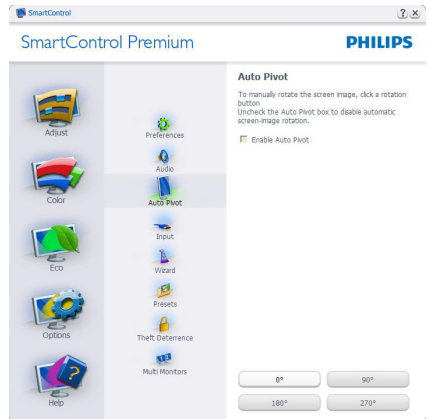 SmartControl
SmartControl Premium
PHILIPS
Adjust
Color
Eco
Options
Help
Preferences
Audio
Auto Pivot
Input
Wizard
Presets
Theft Deterrence
Multi Monitors
Auto Pivot
To manually rotate the screen image, click a rotation
button
Uncheck the Auto Pivot box to disable automatic
screen-image rotation.
Enable Auto Pivot
0°
90°
180°
270°